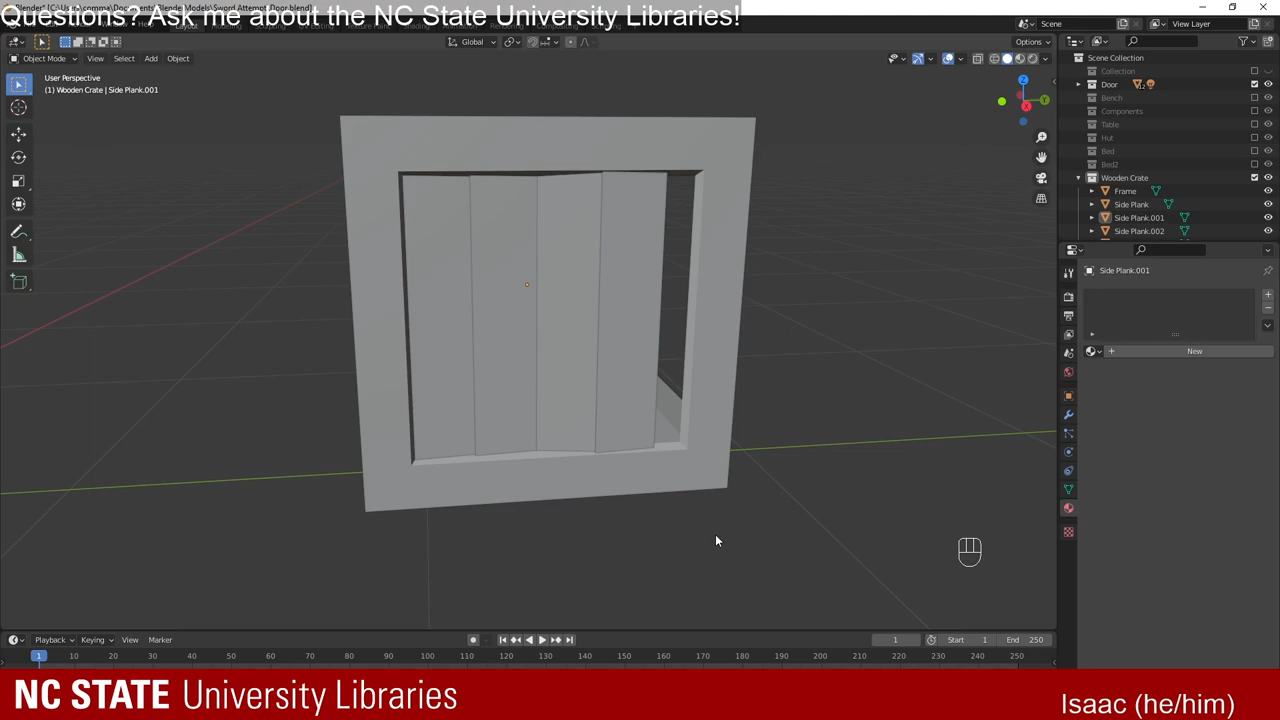 Questions? Ask me about the NC State University Libraries!
Scene
View Layer
Global
Options
Object Mode
View
Select
Add
Object
User Perspective
(1) Wooden Crate | Side Plank.001
Z
Y
X
Scene Collection
Collection
Door
12
Bench
Components
Table
Hut
Bed
Bed2
Wooden Crate
Frame
Side Plank
Side Plank.001
Side Plank.002
Side Plank.001
New
Playback
Keying
View
Marker
1
Start 1
End 250
1 10 20 30 40 50 60 70 80 90 100 110 120 130 140 150 160 170 180 190 200 210 220 230 240 250
NC STATE University Libraries
Isaac (he/him)